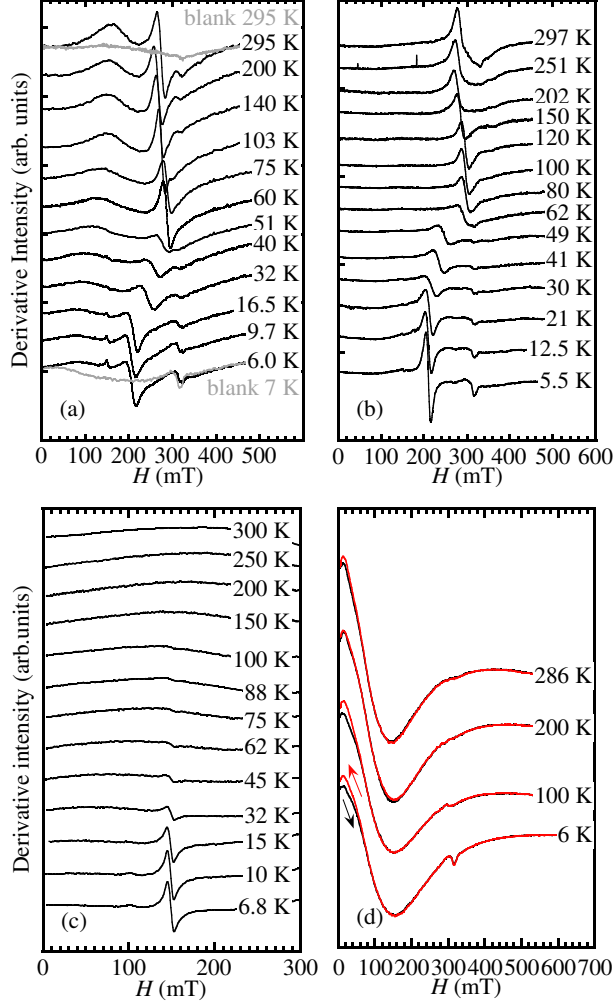 Derivative Intensity (arb. units)
blank 295 K
295 K
200 K
140 K
103 K
75 K
60 K
51 K
40 K
32 K
16.5 K
9.7 K
6.0 K
blank 7 K
(a)
0 100 200 300 400 500
H (mT)
297 K
251 K
202 K
150 K
120 K
100 K
80 K
62 K
49 K
41 K
30 K
21 K
12.5 K
5.5 K
(b)
0 100 200 300 400 500 600
H (mT)
Derivative intensity (arb.units)
300 K
250 K
200 K
150 K
100 K
88 K
75 K
62 K
45 K
32 K
15 K
10 K
6.8 K
(c)
0 100 200 300
H (mT)
286 K
200 K
100 K
6 K
(d)
0 100 200 300 400 500 600 700
H (mT)